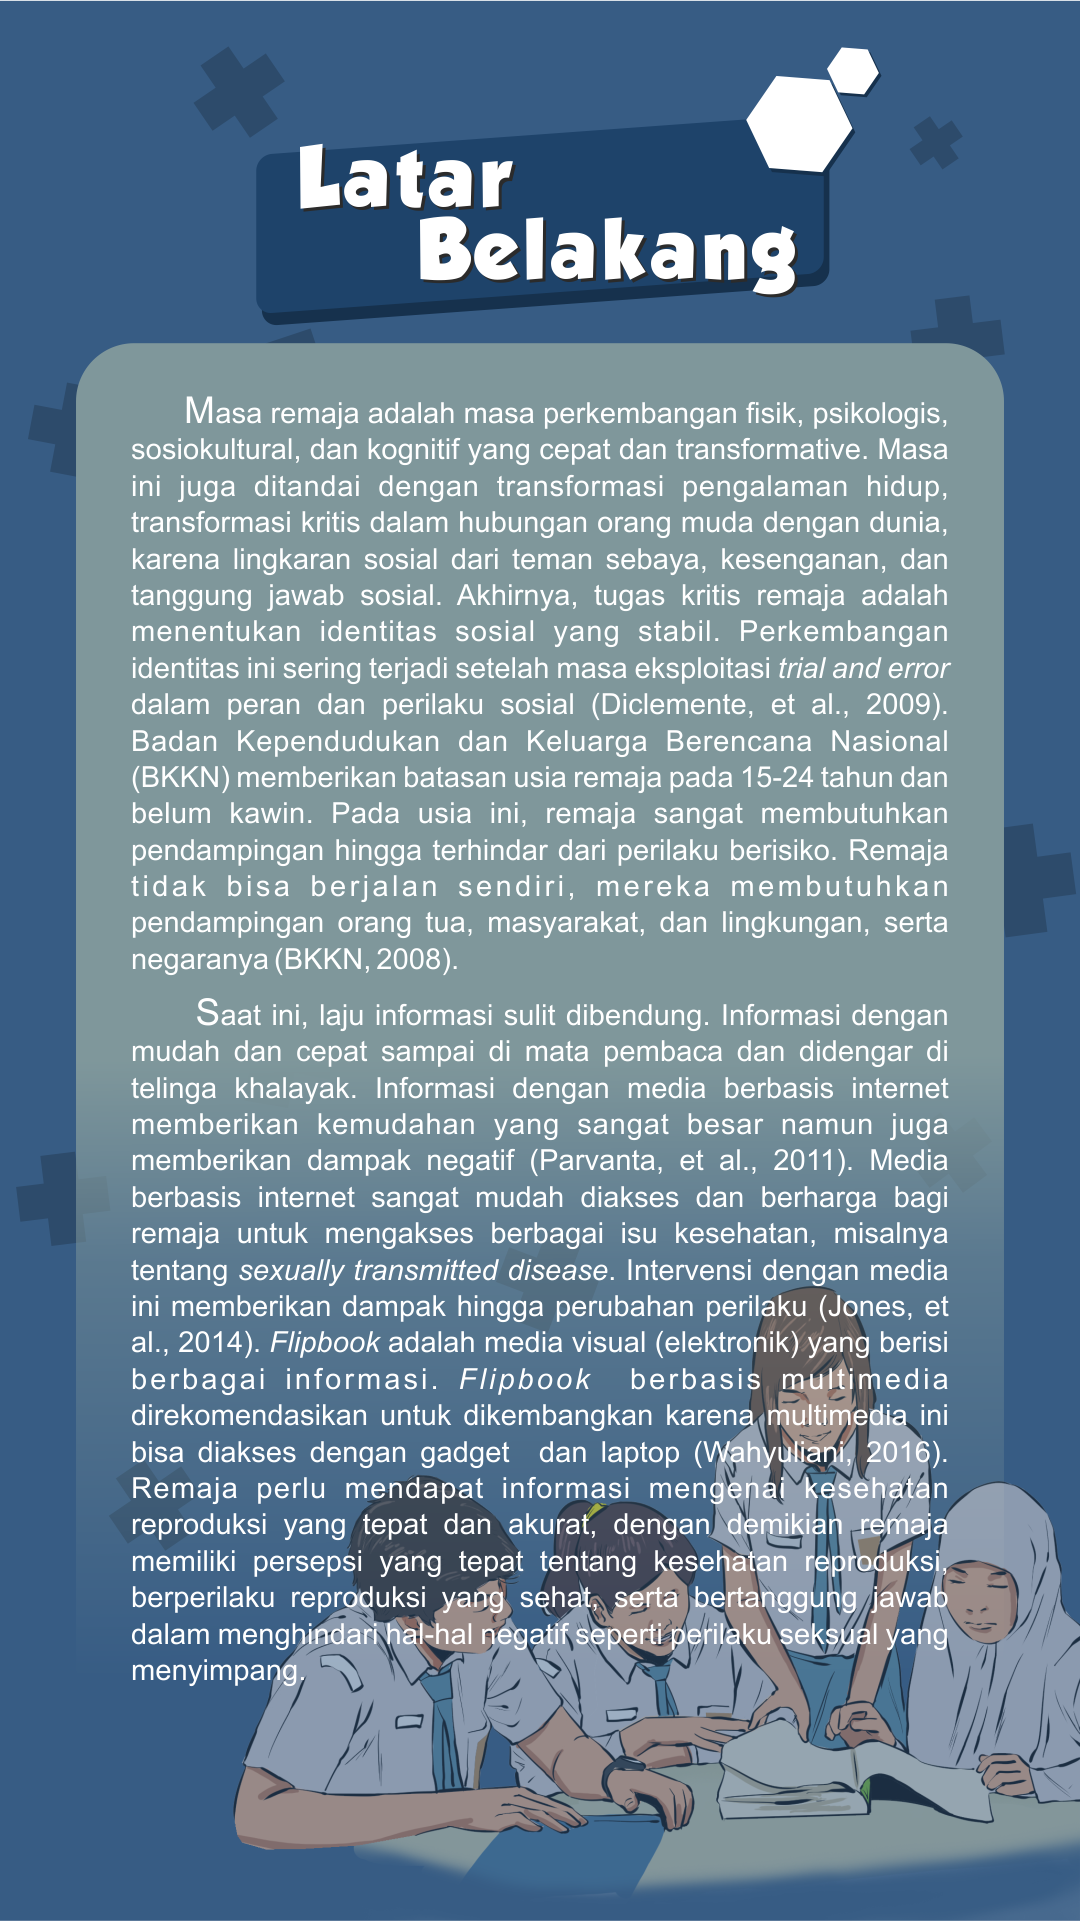 Latar
Belakang
Masa remaja adalah masa perkembangan fisik, psikologis,
sosiokultural, dan kognitif yang cepat dan transformative. Masa
ini juga ditandai dengan transformasi pengalaman hidup,
transformasi kritis dalam hubungan orang muda dengan dunia,
karena lingkaran sosial dari teman sebaya, kesenganan, dan
tanggung jawab sosial. Akhirnya, tugas kritis remaja adalah
menentukan identitas sosial yang stabil. Perkembangan
identitas ini sering terjadi setelah masa eksploitasi trial and error
dalam peran dan perilaku sosial (Diclemente, et al., 2009).
Badan Kependudukan dan Keluarga Berencana Nasional
(BKKN) memberikan batasan usia remaja pada 15-24 tahun dan
belum kawin. Pada usia ini, remaja sangat membutuhkan
pendampingan hingga terhindar dari perilaku berisiko. Remaja
tidak bisa berjalan sendiri, mereka membutuhkan
pendampingan orang tua, masyarakat, dan lingkungan, serta
negaranya (BKKN, 2008).
Saat ini, laju informasi sulit dibendung. Informasi dengan
mudah dan cepat sampai di mata pembaca dan didengar di
telinga khalayak. Informasi dengan media berbasis internet
memberikan kemudahan yang sangat besar namun juga
memberikan dampak negatif (Parvanta, et al., 2011). Media
berbasis internet sangat mudah diakses dan berharga bagi
remaja untuk mengakses berbagai isu kesehatan, misalnya
tentang sexually transmitted disease. Intervensi dengan media
ini memberikan dampak hingga perubahan perilaku (Jones, et
al., 2014). Flipbook adalah media visual (elektronik) yang berisi
berbagai informasi. Flipbook berbasis multimedia
direkomendasikan untuk dikembangkan karena multimedia ini
bisa diakses dengan gadget dan laptop (Wahyuliani, 2016).
Remaja perlu mendapat informasi mengenai kesehatan
reproduksi yang tepat dan akurat, dengan demikian remaja
memiliki persepsi yang tepat tentang kesehatan reproduksi,
berperilaku reproduksi yang sehat, serta bertanggung jawab
dalam menghindari hal-hal negatif seperti perilaku seksual yang
menyimpang.